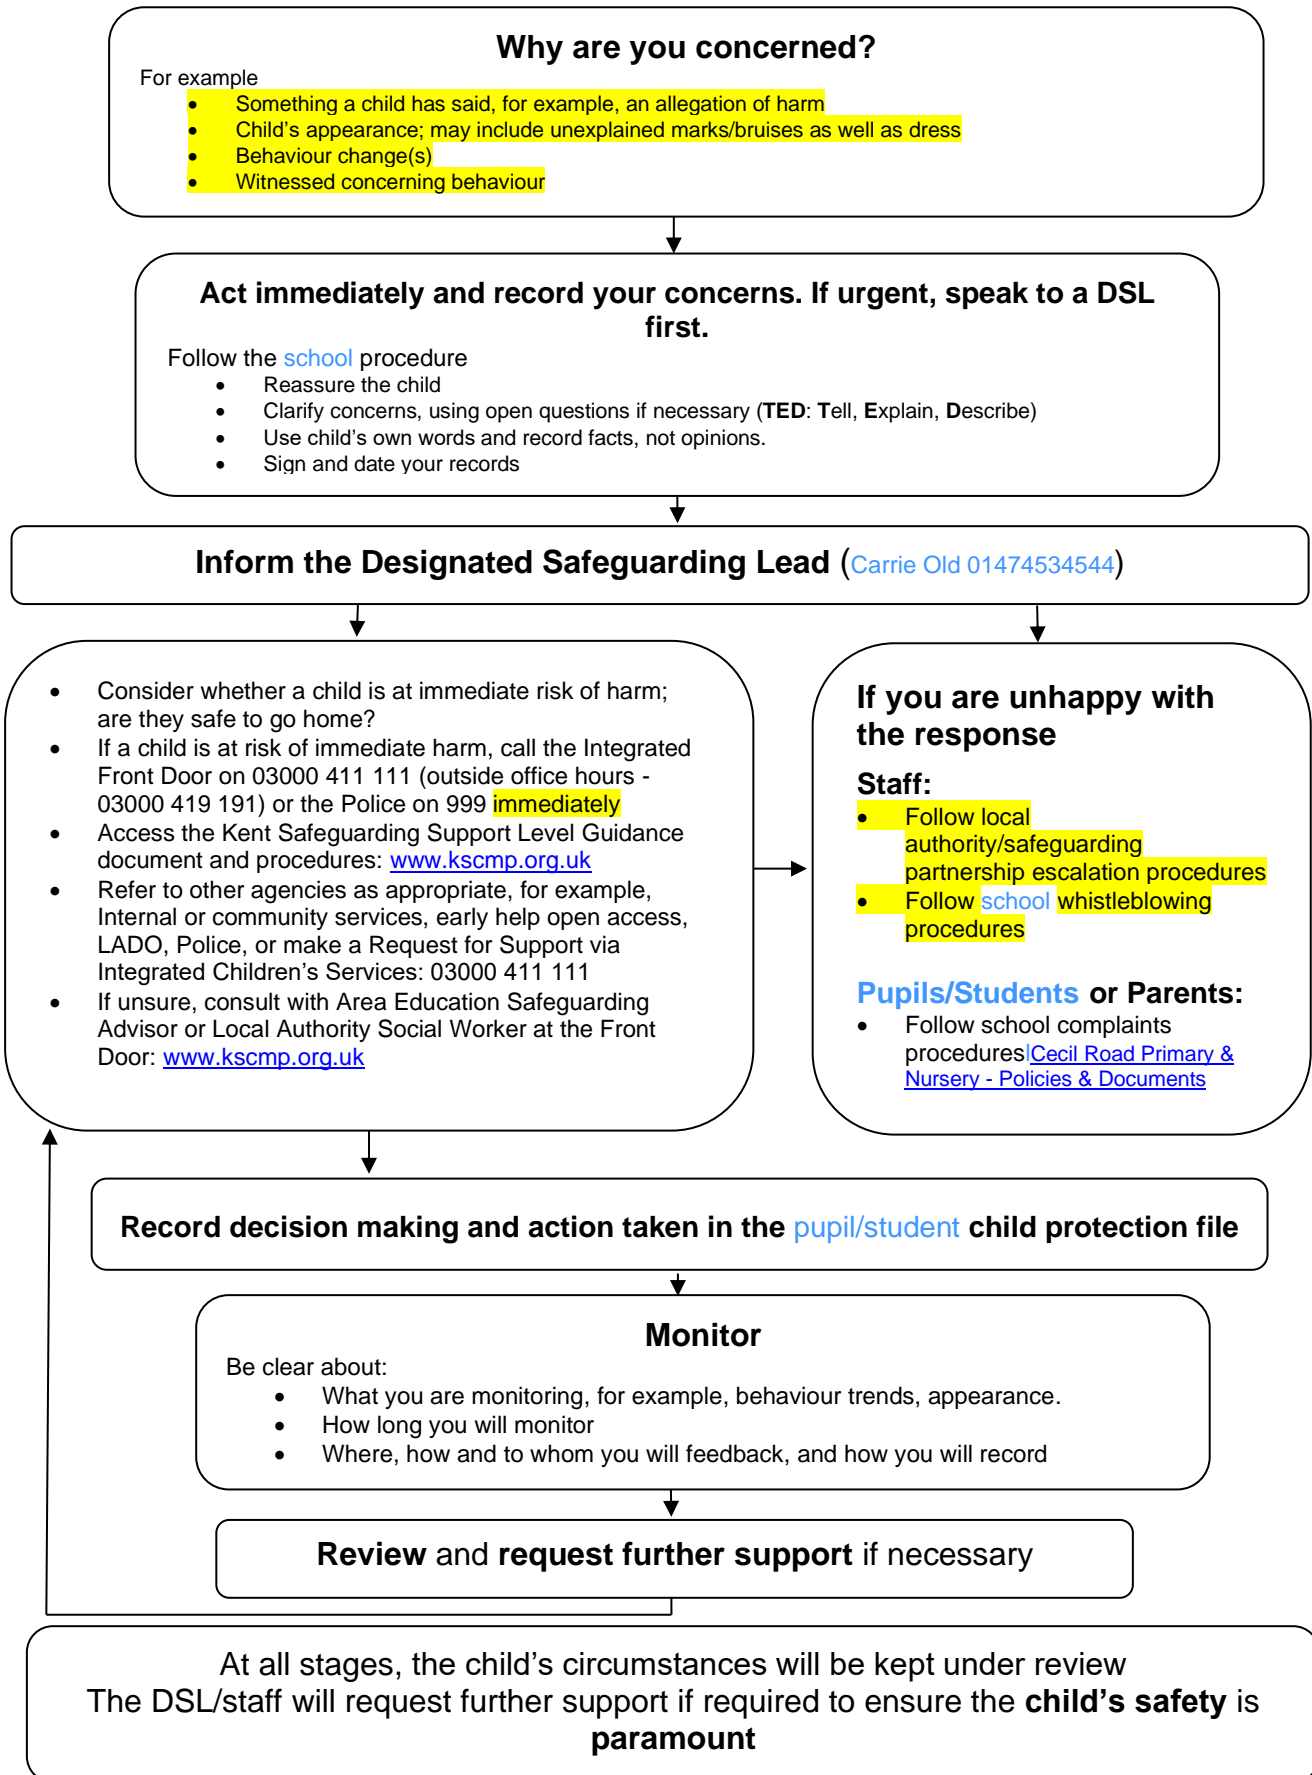 Why are you concerned?
For example
• Something a child has said, for example, an allegation of harm
• Child's appearance; may include unexplained marks/bruises as well as dress
• Behaviour change(s)
• Witnessed concerning behaviour
Act immediately and record your concerns. If urgent, speak to a DSL
first.
Follow the school procedure
• Reassure the child
• Clarify concerns, using open questions if necessary (TED: Tell, Explain, Describe)
• Use child's own words and record facts, not opinions.
• Sign and date your records
Inform the Designated Safeguarding Lead (Carrie Old 01474534544)
• Consider whether a child is at immediate risk of harm;
are they safe to go home?
• If a child is at risk of immediate harm, call the Integrated
Front Door on 03000 411 111 (outside office hours -
03000 419 191) or the Police on 999 immediately
• Access the Kent Safeguarding Support Level Guidance
document and procedures: www.kscmp.org.uk
• Refer to other agencies as appropriate, for example,
Internal or community services, early help open access,
LADO, Police, or make a Request for Support via
Integrated Children's Services: 03000 411 111
• If unsure, consult with Area Education Safeguarding
Advisor or Local Authority Social Worker at the Front
Door: www.kscmp.org.uk
If you are unhappy with
the response
Staff:
• Follow local
authority/safeguarding
partnership escalation procedures
• Follow school whistleblowing
procedures
Pupils/Students or Parents:
• Follow school complaints
procedures|Cecil Road Primary &
Nursery - Policies & Documents
Record decision making and action taken in the pupil/student child protection file
Monitor
Be clear about:
• What you are monitoring, for example, behaviour trends, appearance.
• How long you will monitor
• Where, how and to whom you will feedback, and how you will record
Review and request further support if necessary
At all stages, the child's circumstances will be kept under review
The DSL/staff will request further support if required to ensure the child's safety is
paramount